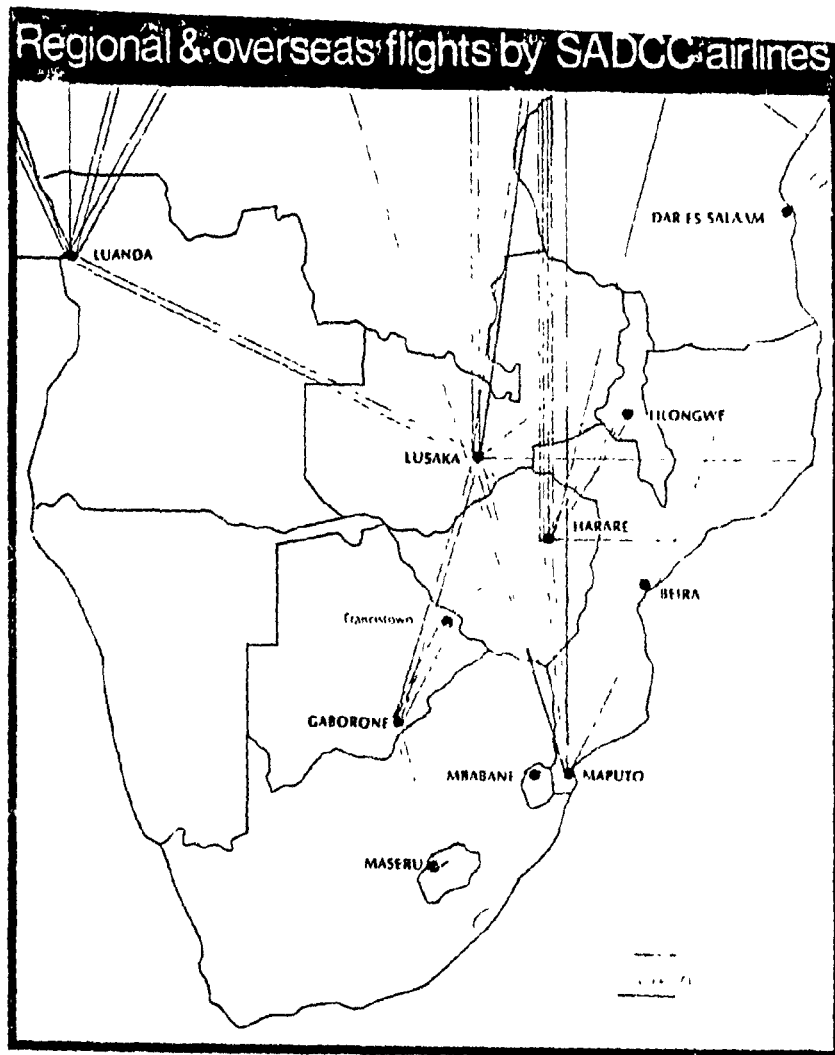 Regional & overseas flights by SADCC airlines
DAR ES SALAAM
LUANDA
LILONGWE
LUSAKA
HARARE
BEIRA
Francistown
GABORONE
MBABANE
MAPUTO
MASERU